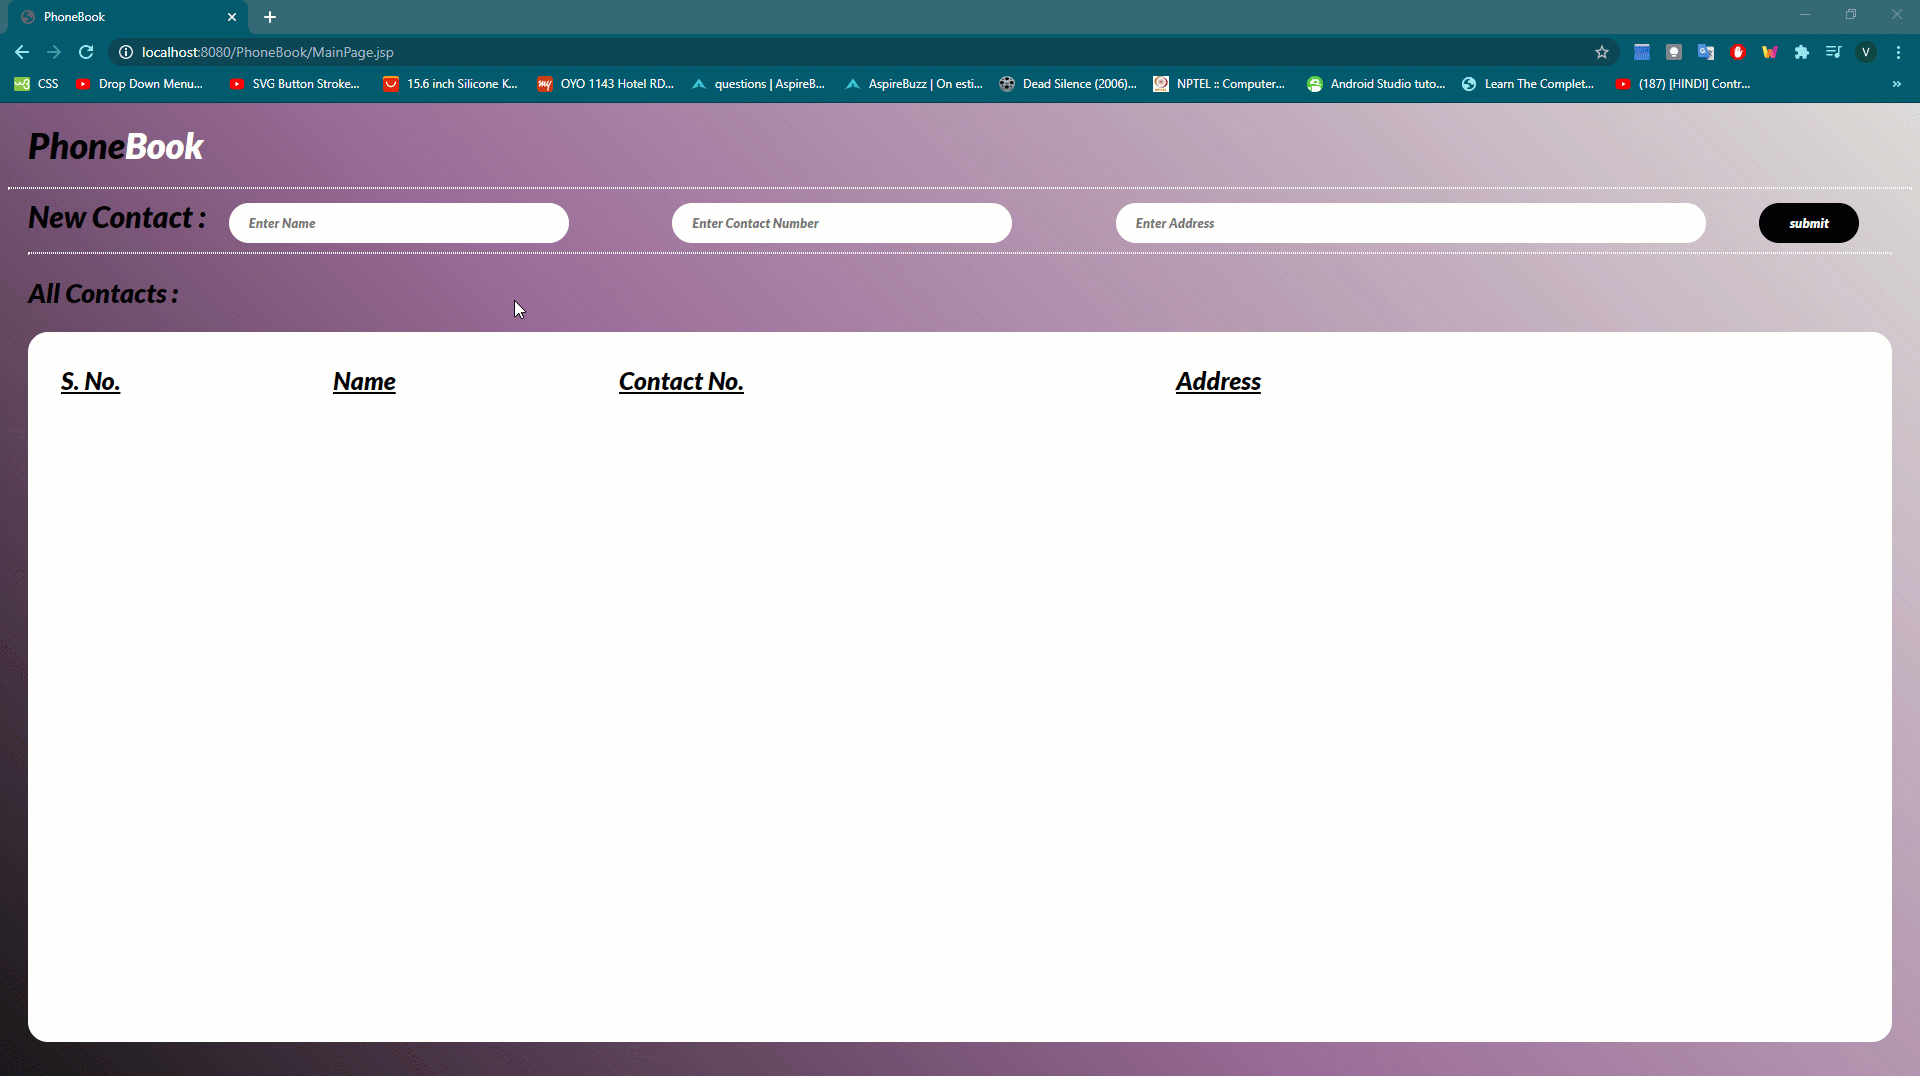 PhoneBook
localhost:8080/PhoneBook/MainPage.jsp
V
CSS Drop Down Menu... SVG Button Stroke... 15.6 inch Silicone K... OYO 1143 Hotel RD... questions | AspireB... AspireBuzz | On esti... Dead Silence (2006)... NPTEL :: Computer... Android Studio tuto... Learn The Complet... (187) [HINDI] Contr... »
PhoneBook
New Contact : Enter Name Enter Contact Number Enter Address submit
All Contacts :
S. No. Name Contact No. Address